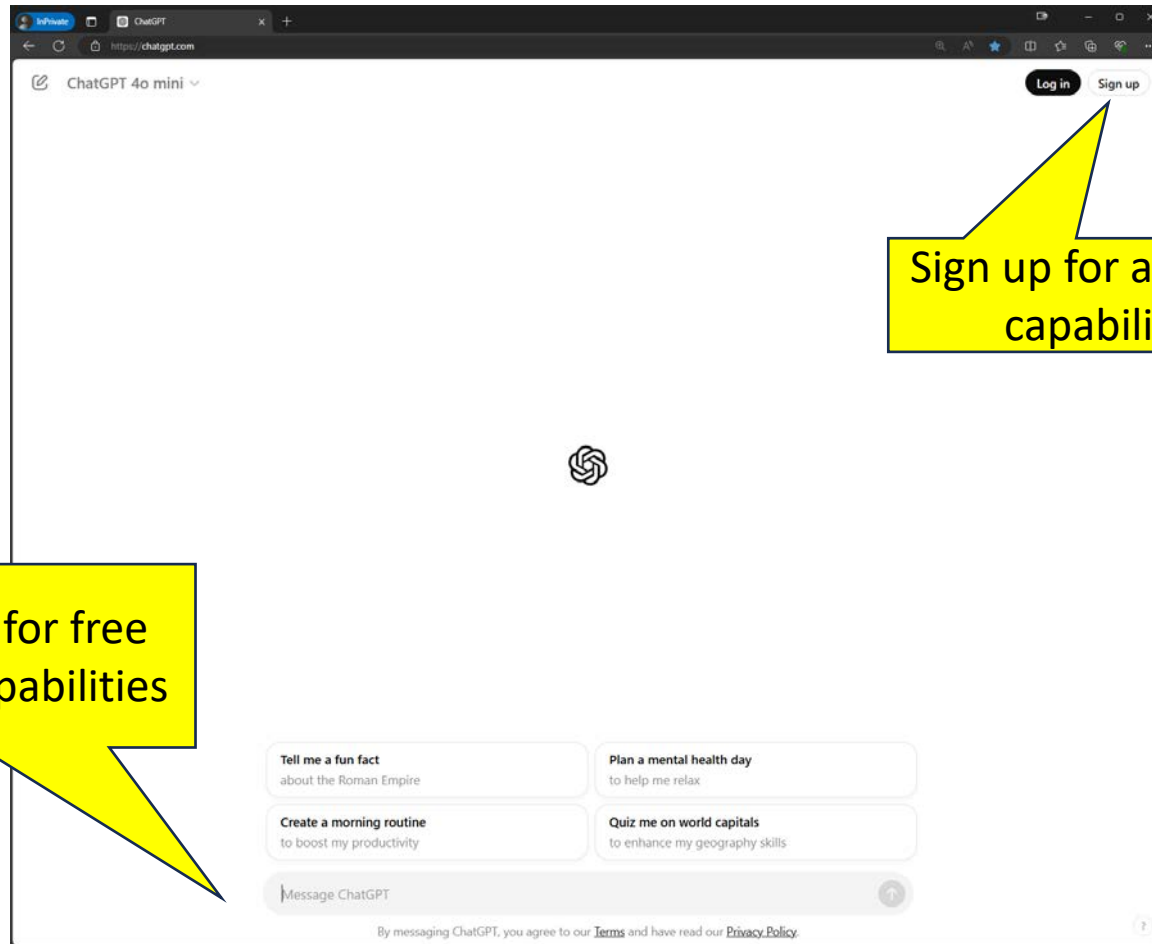 InPrivate
ChatGPT
https://chatgpt.com
ChatGPT 4o mini
Log in
Sign up
Sign up for a
capabili
for free
pabilities
Tell me a fun fact
about the Roman Empire
Plan a mental health day
to help me relax
Create a morning routine
to boost my productivity
Quiz me on world capitals
to enhance my geography skills
Message ChatGPT
By messaging ChatGPT, you agree to our Terms and have read our Privacy Policy.
?